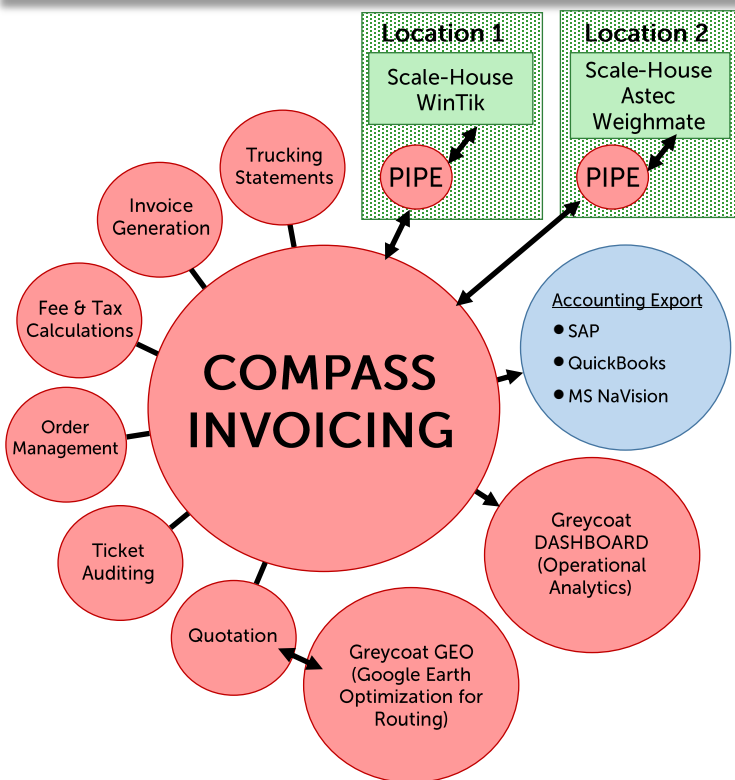 Location 1
Scale-House
WinTik
PIPE
Location 2
Scale-House
Astec
Weighmate
PIPE
Trucking
Statements
Invoice
Generation
Fee & Tax
Calculations
Order
Management
Ticket
Auditing
Quotation
COMPASS
INVOICING
Accounting Export
● SAP
● QuickBooks
● MS NaVision
Greycoat
DASHBOARD
(Operational
Analytics)
Greycoat GEO
(Google Earth
Optimization for
Routing)